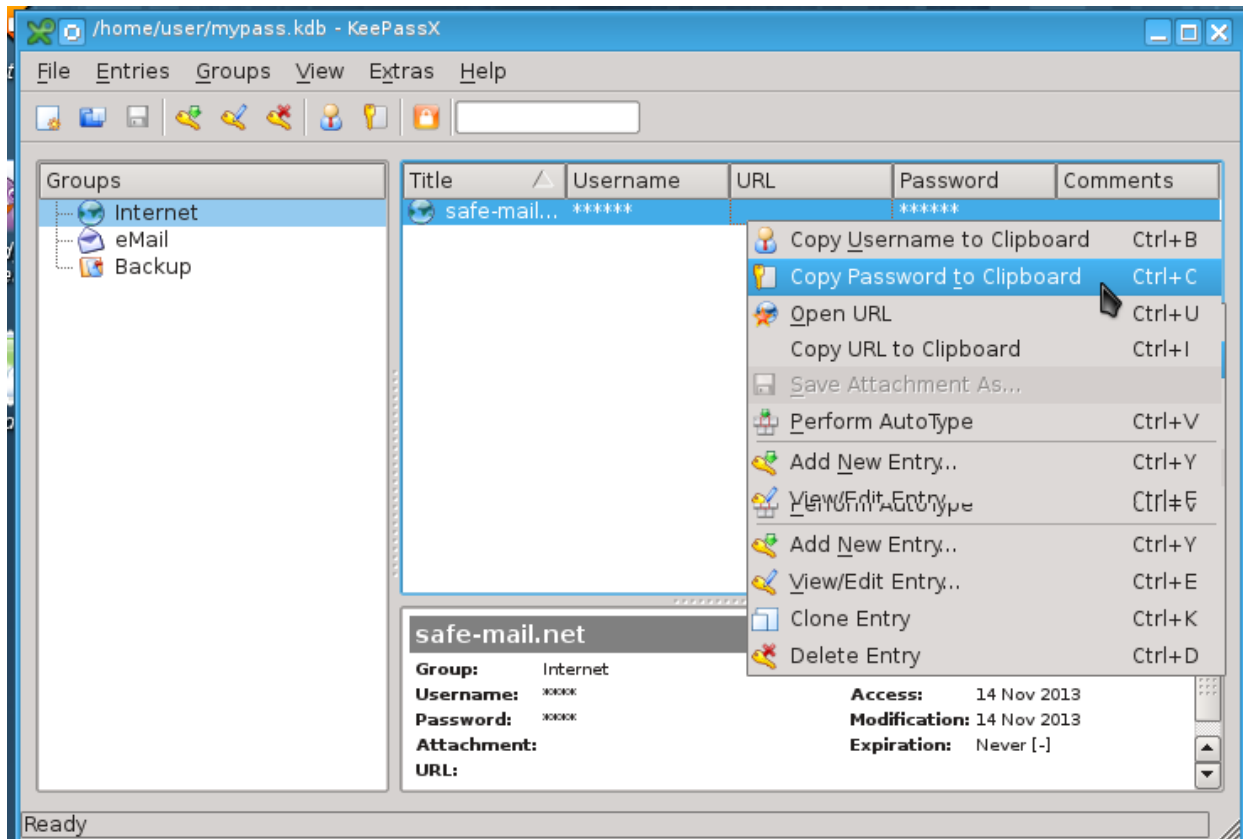 /home/user/mypass.kdb - KeePassX
File Entries Groups View Extras Help
Groups
Internet
eMail
Backup
Title Username URL Password Comments
safe-mail... ****** ******
Copy Username to Clipboard Ctrl+B
Copy Password to Clipboard Ctrl+C
Open URL Ctrl+U
Copy URL to Clipboard Ctrl+I
Save Attachment As...
Perform AutoType Ctrl+V
Add New Entry... Ctrl+Y
Add New Entry... Ctrl+Y
View/Edit Entry... Ctrl+E
Clone Entry Ctrl+K
Delete Entry Ctrl+D
safe-mail.net
Group: Internet
Username: ***** Access: 14 Nov 2013
Password: ***** Modification: 14 Nov 2013
Attachment: Expiration: Never [-]
URL:
Ready